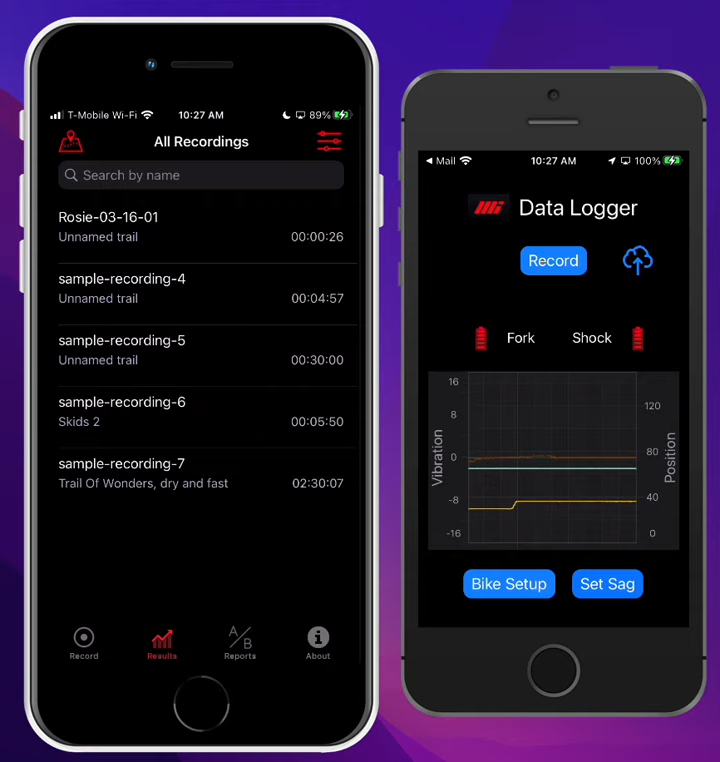 T-Mobile Wi-Fi 10:27 AM 89%
All Recordings
Search by name
Rosie-03-16-01
Unnamed trail 00:00:26
sample-recording-4
Unnamed trail 00:04:57
sample-recording-5
Unnamed trail 00:30:00
sample-recording-6
Skids 2 00:05:50
sample-recording-7
Trail Of Wonders, dry and fast 02:30:07
Record Results A/B Reports About
Mail 10:27 AM 100%
Data Logger
Record
Fork Shock
16
120
8
0
80
-8
40
-16
0
Vibration
Position
Bike Setup Set Sag